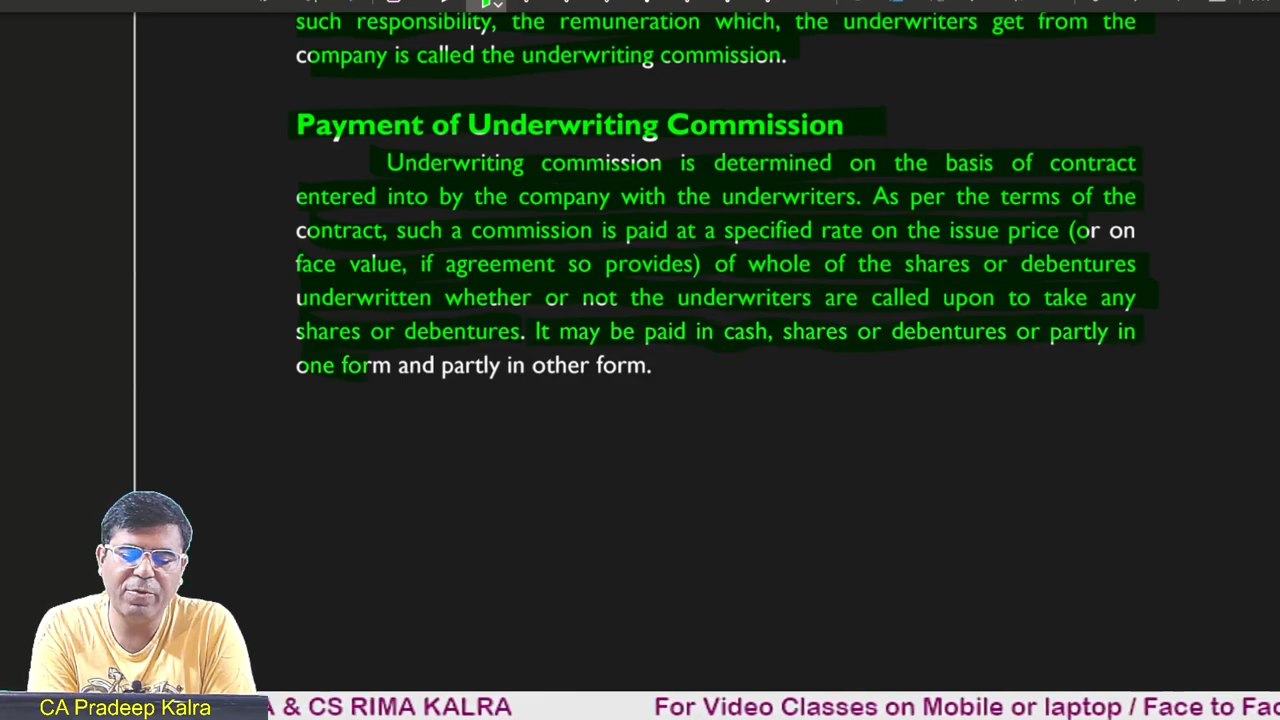 such responsibility, the remuneration which, the underwriters get from the
company is called the underwriting commission.
Payment of Underwriting Commission
Underwriting commission is determined on the basis of contract
entered into by the company with the underwriters. As per the terms of the
contract, such a commission is paid at a specified rate on the issue price (or on
face value, if agreement so provides) of whole of the shares or debentures
underwritten whether or not the underwriters are called upon to take any
shares or debentures. It may be paid in cash, shares or debentures or partly in
one form and partly in other form.
CA Pradeep Kalra
& CS RIMA KALRA
For Video Classes on Mobile or laptop / Face to Fac